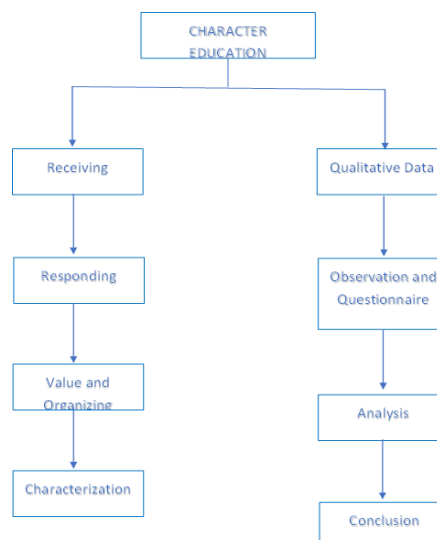 CHARACTER
EDUCATION
Receiving
Qualitative Data
Responding
Observation and
Questionnaire
Value and
Organizing
Analysis
Characterization
Conclusion